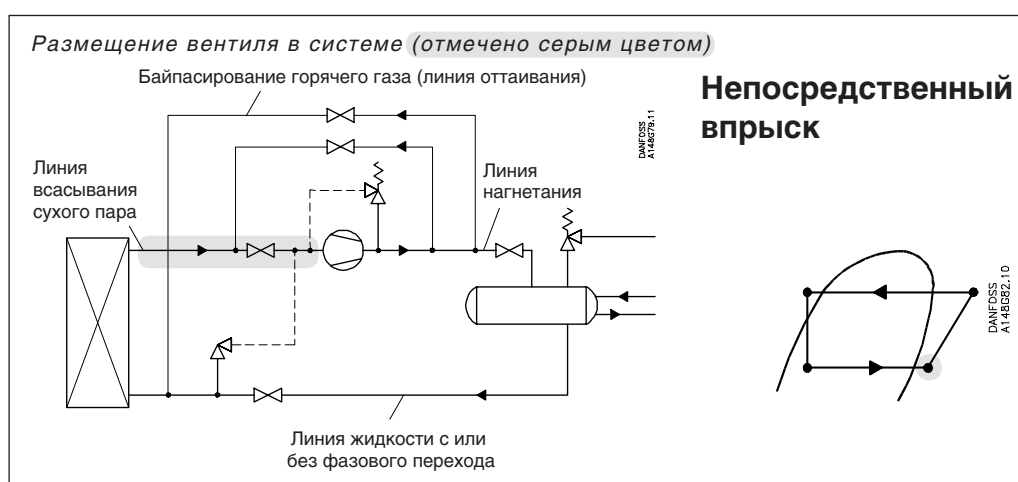 Размещение вентиля в системе (отмечено серым цветом)
Байпасирование горячего газа (линия оттаивания)
Непосредственный
впрыск
DANFOSS
A148G79.11
Линия
всасывания
сухого пара
Линия
нагнетания
DANFOSS
A148G82.10
Линия жидкости с или
без фазового перехода